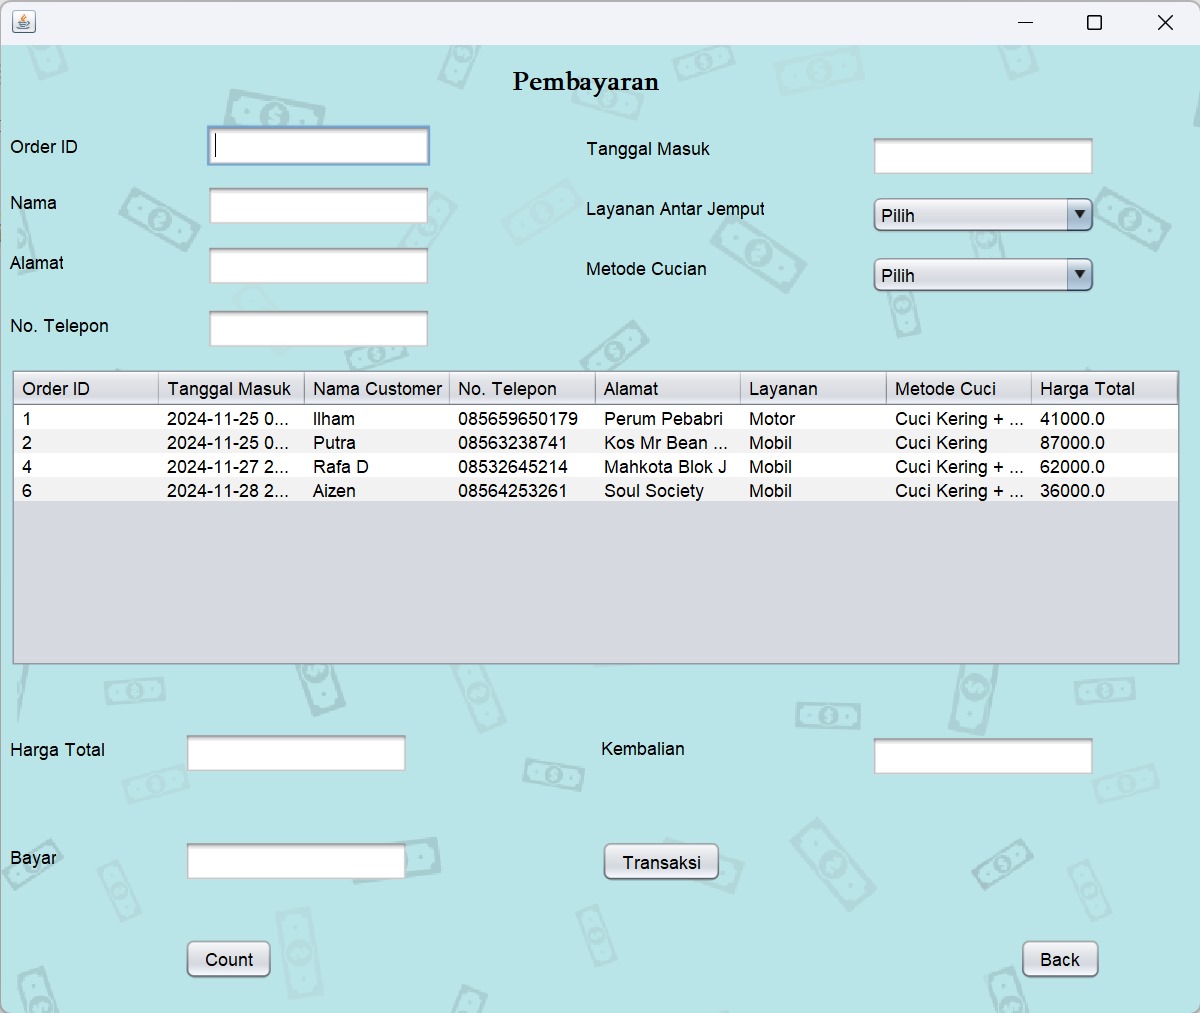 Pembayaran
Order ID
Tanggal Masuk
Nama
Layanan Antar Jemput Pilih
Alamat
Metode Cucian Pilih
No. Telepon
Order ID Tanggal Masuk Nama Customer No. Telepon Alamat Layanan Metode Cuci Harga Total
1 2024-11-25 0... Ilham 085659650179 Perum Pebabri Motor Cuci Kering + ... 41000.0
2 2024-11-25 0... Putra 08563238741 Kos Mr Bean ... Mobil Cuci Kering 87000.0
4 2024-11-27 2... Rafa D 08532645214 Mahkota Blok J Mobil Cuci Kering + ... 62000.0
6 2024-11-28 2... Aizen 08564253261 Soul Society Mobil Cuci Kering + ... 36000.0
Harga Total
Kembalian
Bayar
Transaksi
Count
Back